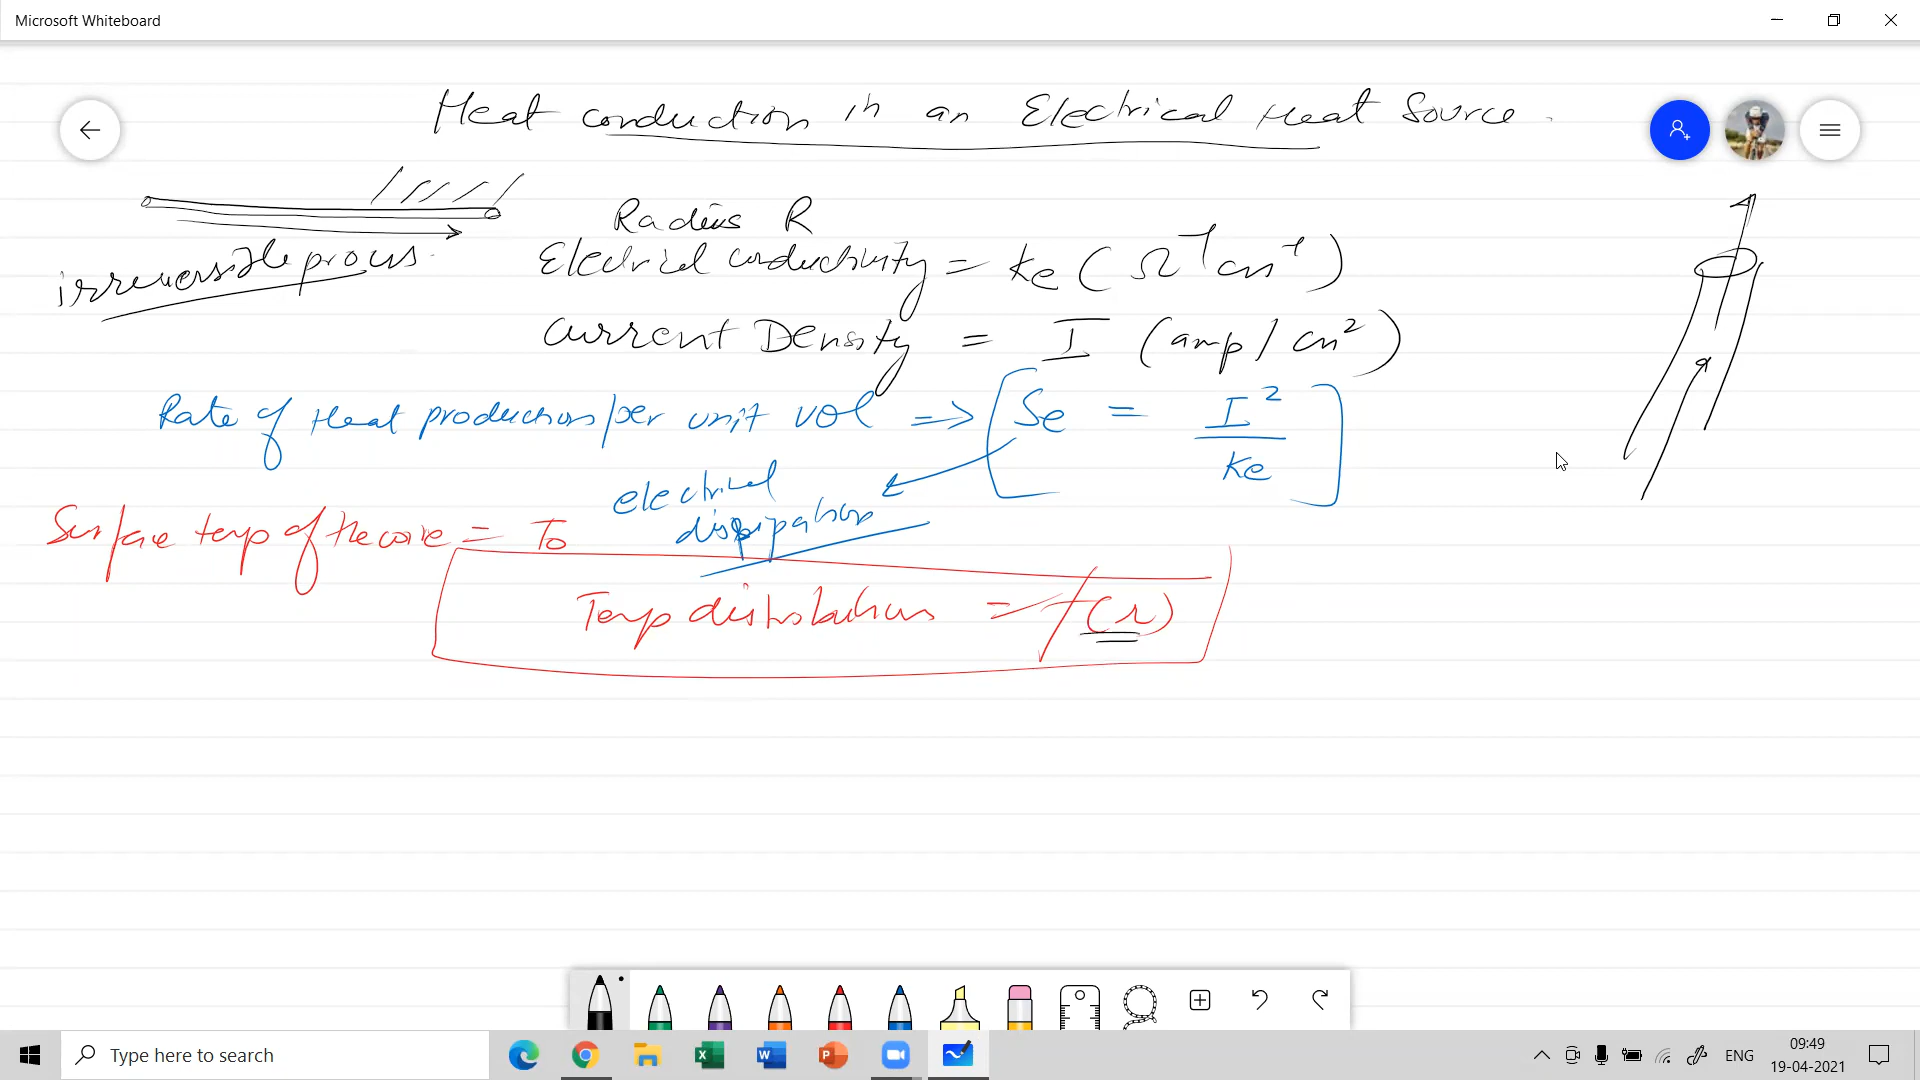 Microsoft Whiteboard
Heat conduction in an Electrical Heat Source.
Radius R
irreversible process.
Electrical conductivity = ke (Ω⁻¹ cm⁻¹)
Current Density = I (amp/cm²)
Rate of Heat production/per unit vol ⇒ [Se = I²/ke]
electrical
dissipation
Surface temp of the wire = To
Temp distribution = f(r)
Type here to search
ENG
09:49
19-04-2021